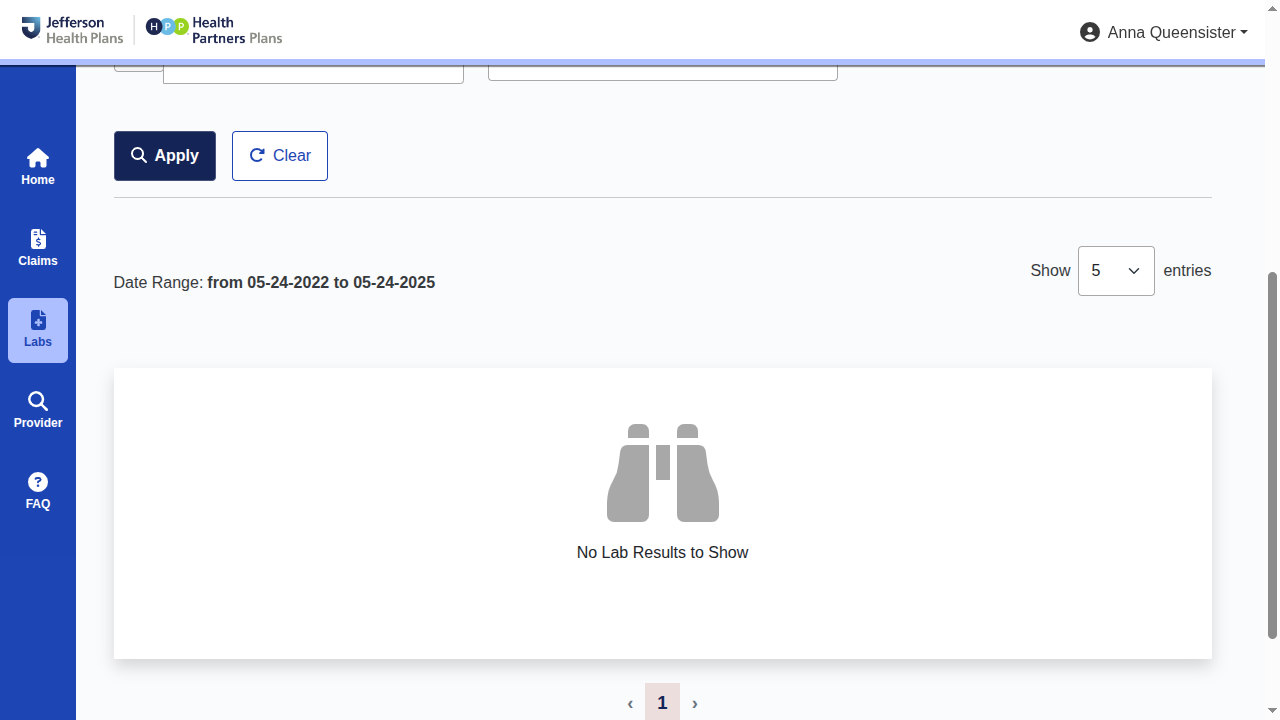 Jefferson
Health Plans
HPP
Health
Partners Plans
Anna Queensister
Home
Claims
Labs
Provider
FAQ
Apply
Clear
Date Range: from 05-24-2022 to 05-24-2025
Show 5 entries
No Lab Results to Show
‹ 1 ›